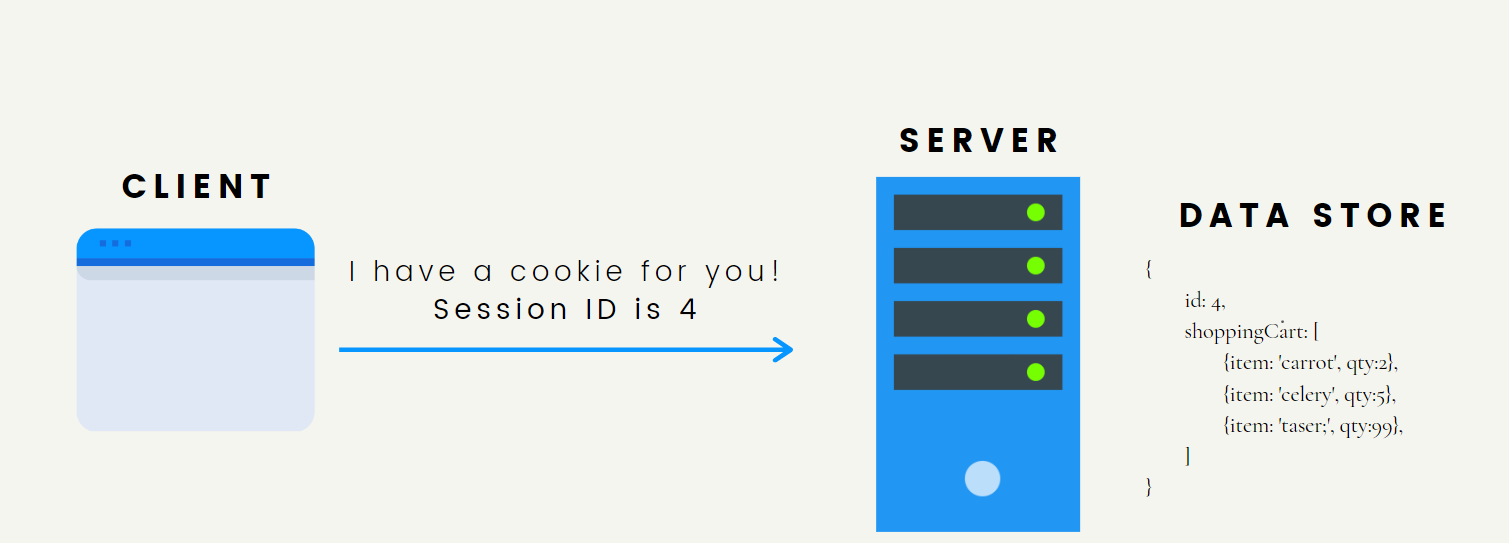 CLIENT
I have a cookie for you!
Session ID is 4
SERVER
DATA STORE
{
id: 4,
shoppingCart: [
{item: 'carrot', qty:2},
{item: 'celery', qty:5},
{item: 'taser;', qty:99},
]
}